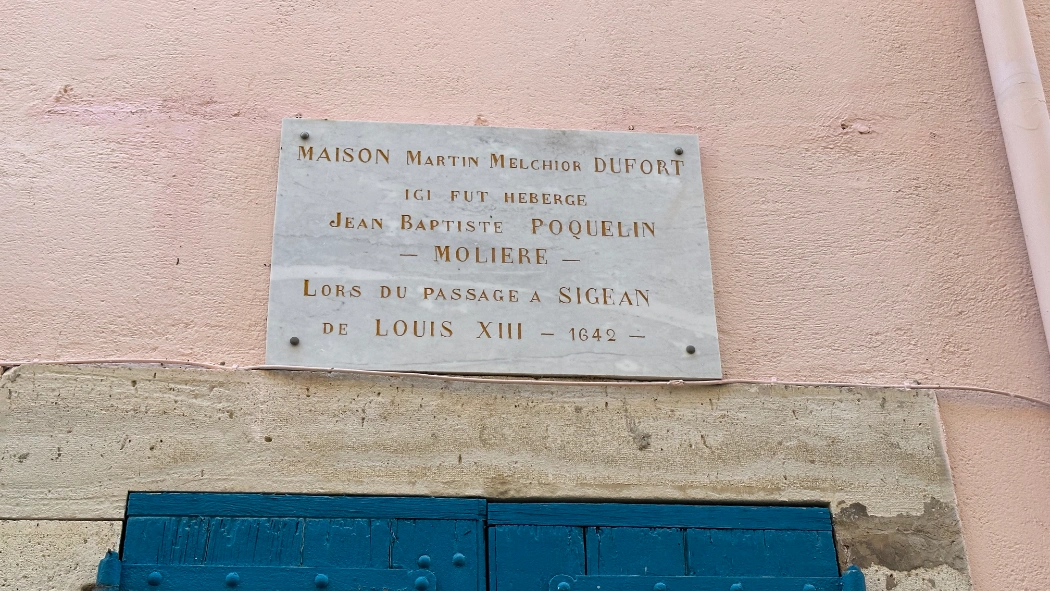 MAISON MARTIN MELCHIOR DUFORT
ICI FUT HEBERGE
JEAN BAPTISTE POQUELIN
— MOLIERE —
LORS DU PASSAGE A SIGEAN
DE LOUIS XIII — 1642 —